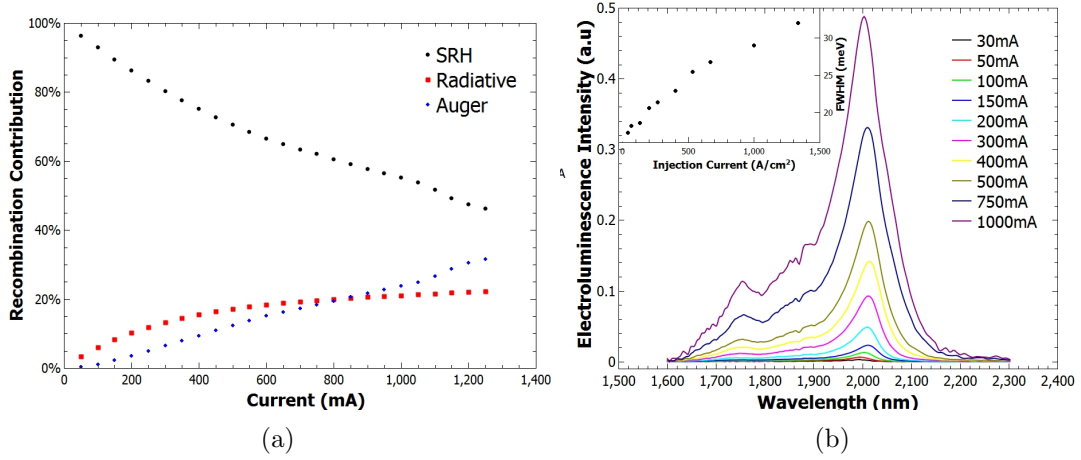 100%
80%
60%
40%
20%
0%
Recombination Contribution
SRH
Radiative
Auger
0
200
400
600
800
1,000
1,200
1,400
Current (mA)
(a)
0.5
0.4
0.3
0.2
0.1
0
Electroluminescence Intensity (a.u)
30
25
20
FWHM (meV)
0
500
1,000
1,500
Injection Current (A/cm²)
30mA
50mA
100mA
150mA
200mA
300mA
400mA
500mA
750mA
1000mA
1,500
1,600
1,700
1,800
1,900
2,000
2,100
2,200
2,300
2,400
Wavelength (nm)
(b)